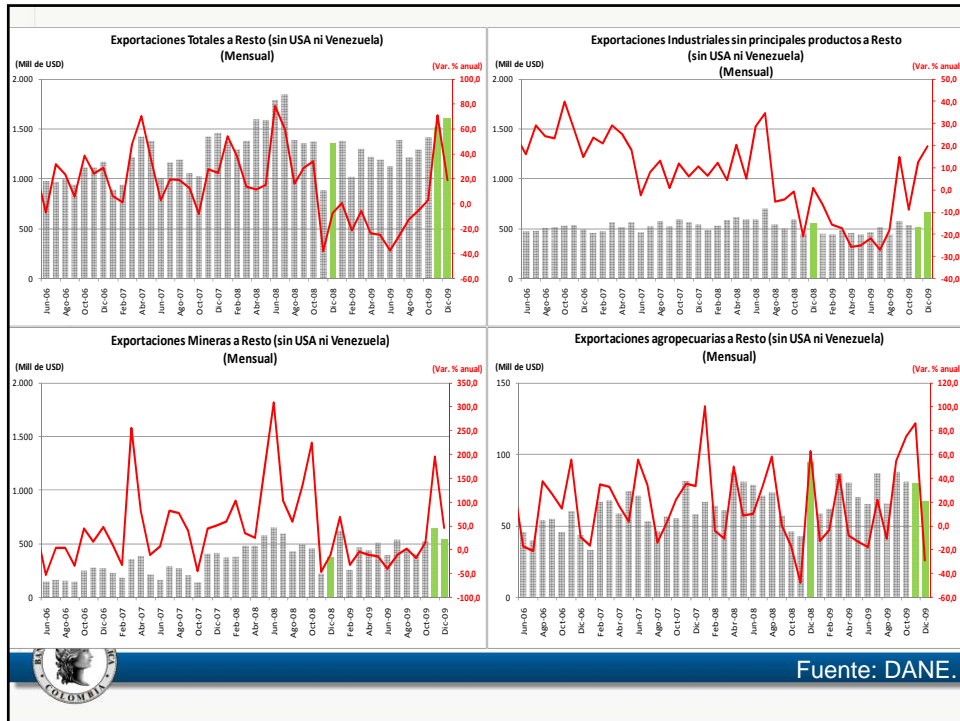 Exportaciones Totales a Resto (sin USA ni Venezuela)
(Mensual)
(Mill de USD)
(Var. % anual)
2.000
1.500
1.000
500
0
100,0
80,0
60,0
40,0
20,0
0,0
-20,0
-40,0
-60,0
Jun-06
Ago-06
Oct-06
Dic-06
Feb-07
Abr-07
Jun-07
Ago-07
Oct-07
Dic-07
Feb-08
Abr-08
Jun-08
Ago-08
Oct-08
Dic-08
Feb-09
Abr-09
Jun-09
Ago-09
Oct-09
Dic-09
Exportaciones Industriales sin principales productos a Resto
(sin USA ni Venezuela)
(Mensual)
(Mill de USD)
(Var. % anual)
2.000
1.500
1.000
500
0
50,0
40,0
30,0
20,0
10,0
0,0
-10,0
-20,0
-30,0
-40,0
Jun-06
Ago-06
Oct-06
Dic-06
Feb-07
Abr-07
Jun-07
Ago-07
Oct-07
Dic-07
Feb-08
Abr-08
Jun-08
Ago-08
Oct-08
Dic-08
Feb-09
Abr-09
Jun-09
Ago-09
Oct-09
Dic-09
Exportaciones Mineras a Resto (sin USA ni Venezuela)
(Mensual)
(Mill de USD)
(Var. % anual)
2.000
1.500
1.000
500
0
350,0
300,0
250,0
200,0
150,0
100,0
50,0
0,0
-50,0
-100,0
Jun-06
Ago-06
Oct-06
Dic-06
Feb-07
Abr-07
Jun-07
Ago-07
Oct-07
Dic-07
Feb-08
Abr-08
Jun-08
Ago-08
Oct-08
Dic-08
Feb-09
Abr-09
Jun-09
Ago-09
Oct-09
Dic-09
Exportaciones agropecuarias a Resto (sin USA ni Venezuela)
(Mensual)
(Mill de USD)
(Var. % anual)
150
100
50
0
120,0
100,0
80,0
60,0
40,0
20,0
0,0
-20,0
-40,0
-60,0
Jun-06
Ago-06
Oct-06
Dic-06
Feb-07
Abr-07
Jun-07
Ago-07
Oct-07
Dic-07
Feb-08
Abr-08
Jun-08
Ago-08
Oct-08
Dic-08
Feb-09
Abr-09
Jun-09
Ago-09
Oct-09
Dic-09
COLOMBIA
Fuente: DANE.